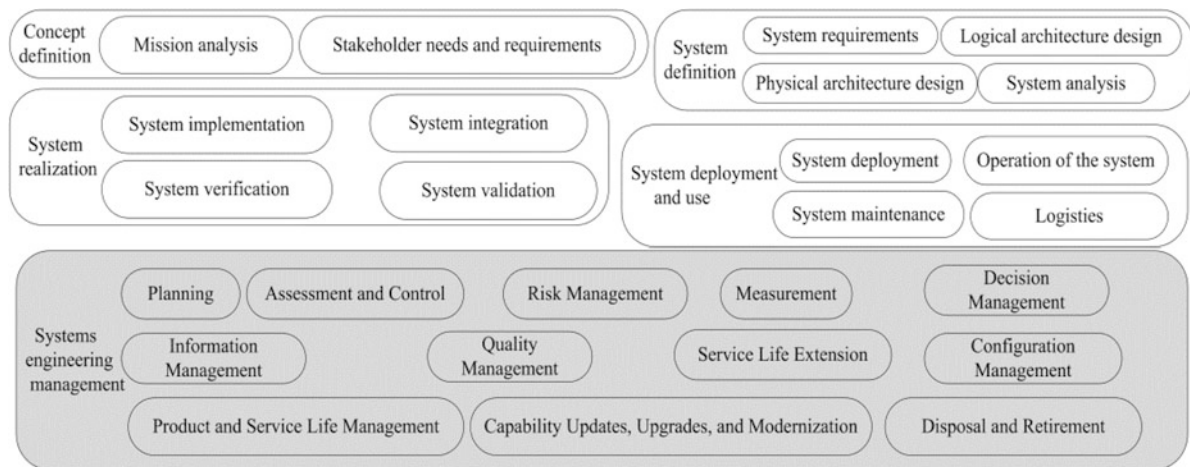 Concept
definition
Mission analysis
Stakeholder needs and requirements
System
definition
System requirements
Logical architecture design
Physical architecture design
System analysis
System
realization
System implementation
System integration
System verification
System validation
System deployment
and use
System deployment
Operation of the system
System maintenance
Logisties
Systems
engineering
management
Planning
Assessment and Control
Risk Management
Measurement
Decision
Management
Information
Management
Quality
Management
Service Life Extension
Configuration
Management
Product and Service Life Management
Capability Updates, Upgrades, and Modernization
Disposal and Retirement